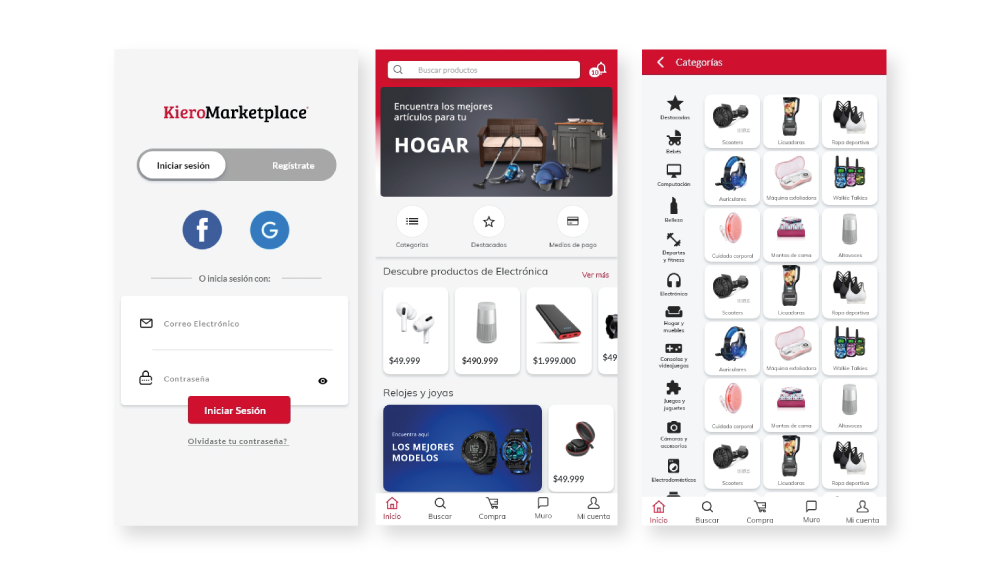 KieroMarketplace
Iniciar sesión
Regístrate
O inicia sesión con:
Correo Electrónico
Contraseña
Iniciar Sesión
Olvidaste tu contraseña?
Buscar productos
10
Encuentra los mejores
artículos para tu
HOGAR
Categorías
Destacados
Medios de pago
Descubre productos de Electrónica
Ver más
$49.999
$490.999
$1.999.000
$49
Relojes y joyas
Encuentra aquí
LOS MEJORES
MODELOS
$49.999
Inicio
Buscar
Compra
Muro
Mi cuenta
Categorías
Destacados
Bebés
Computación
Belleza
Deportes
y fitness
Electrónica
Hogar y
muebles
Consolas y
videojuegos
Juegos y
juguetes
Cámaras y
accesorios
Electrodomésticos
Scooters
Licuadoras
Ropa deportiva
Auriculares
Máquina exfoliadora
Walkie Talkies
Cuidado corporal
Mantas de cama
Altavoces
Scooters
Licuadoras
Ropa deportiva
Auriculares
Máquina exfoliadora
Walkie Talkies
Cuidado corporal
Mantas de cama
Altavoces
Scooters
Licuadoras
Ropa deportiva
Inicio
Buscar
Compra
Muro
Mi cuenta